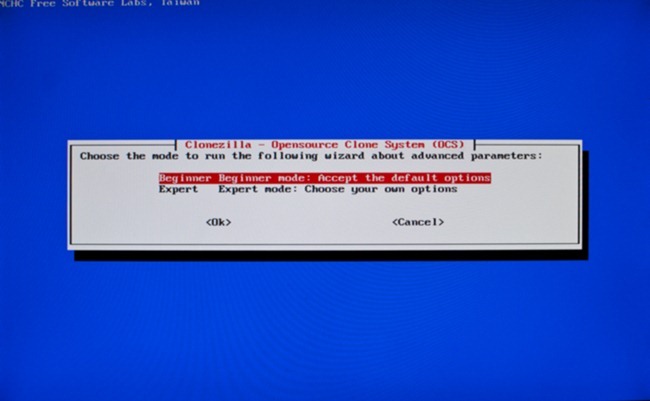 NCHC Free Software Labs, Taiwan
Clonezilla - Opensource Clone System (OCS)
Choose the mode to run the following wizard about advanced parameters:
Beginner Beginner mode: Accept the default options
Expert Expert mode: Choose your own options
<Ok> <Cancel>